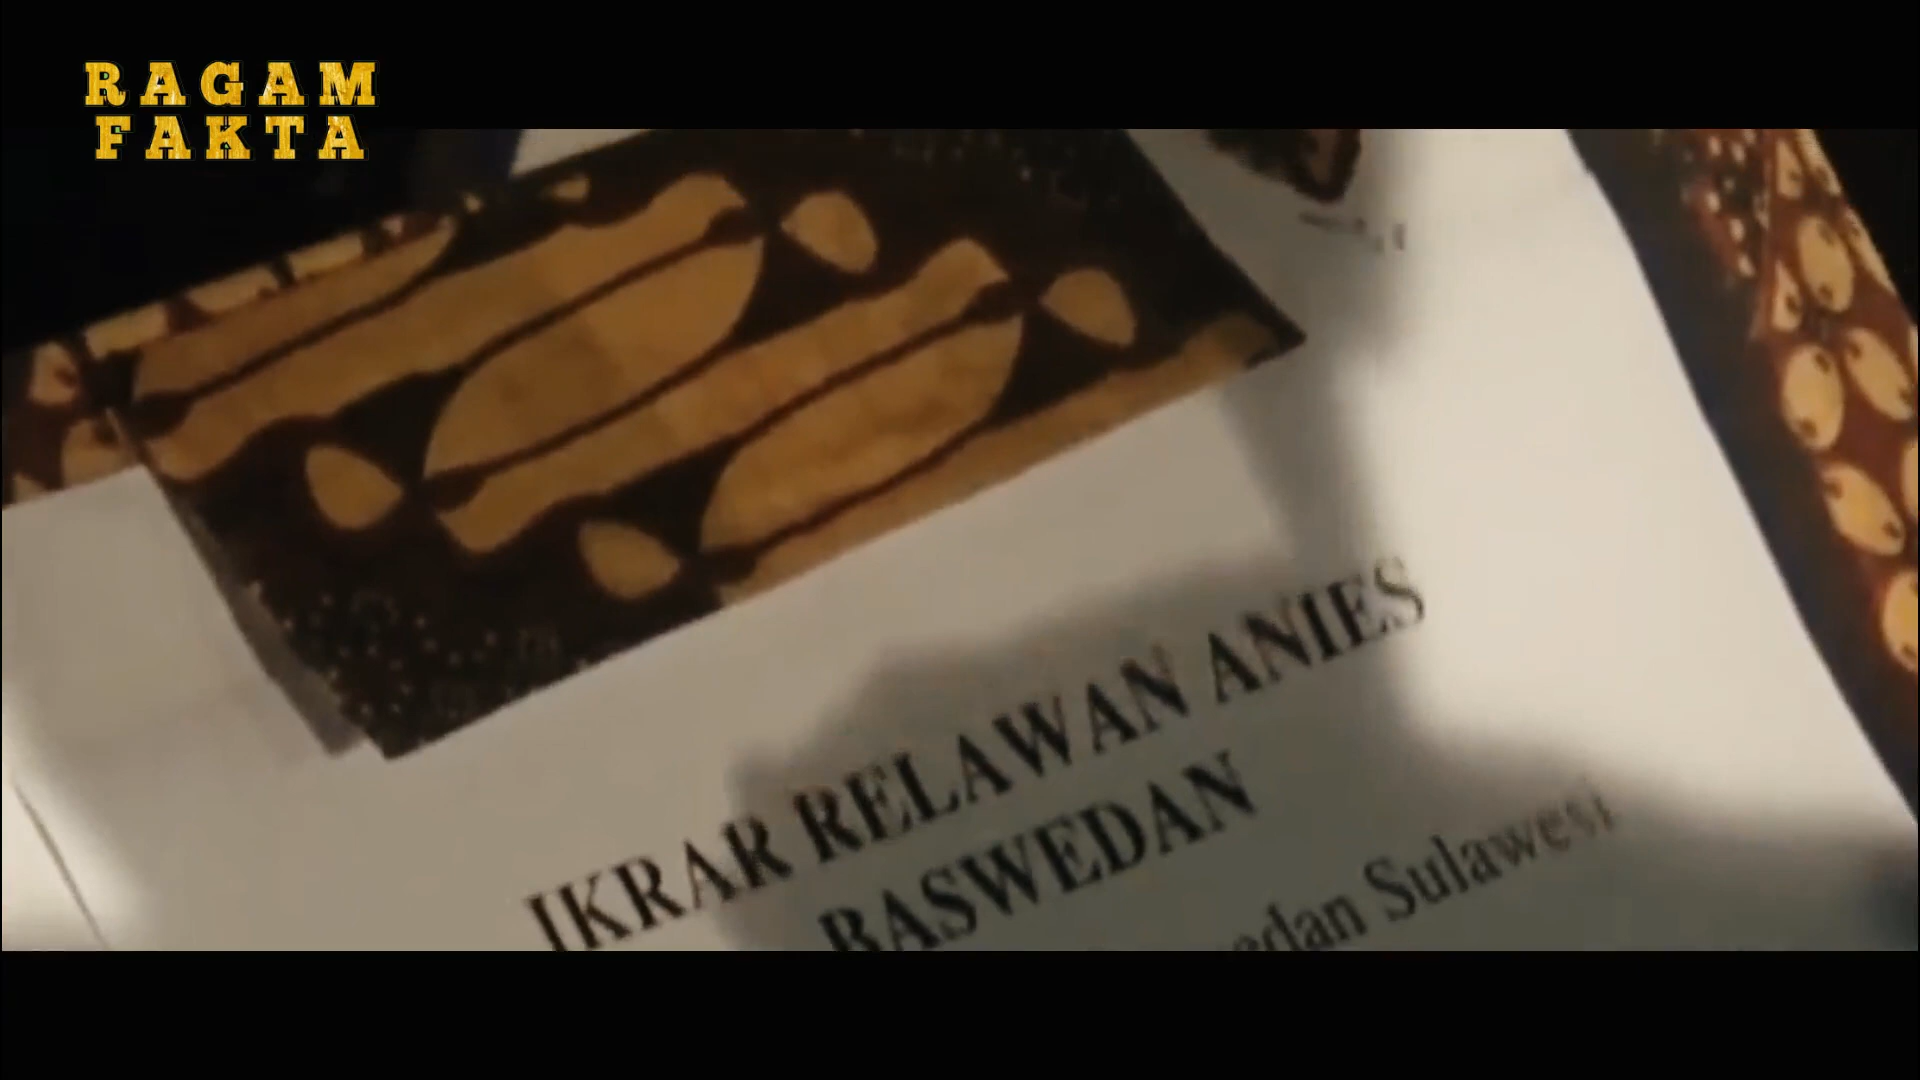 RAGAM
FAKTA
IKRAR RELAWAN ANIES
BASWEDAN
Sulawesi